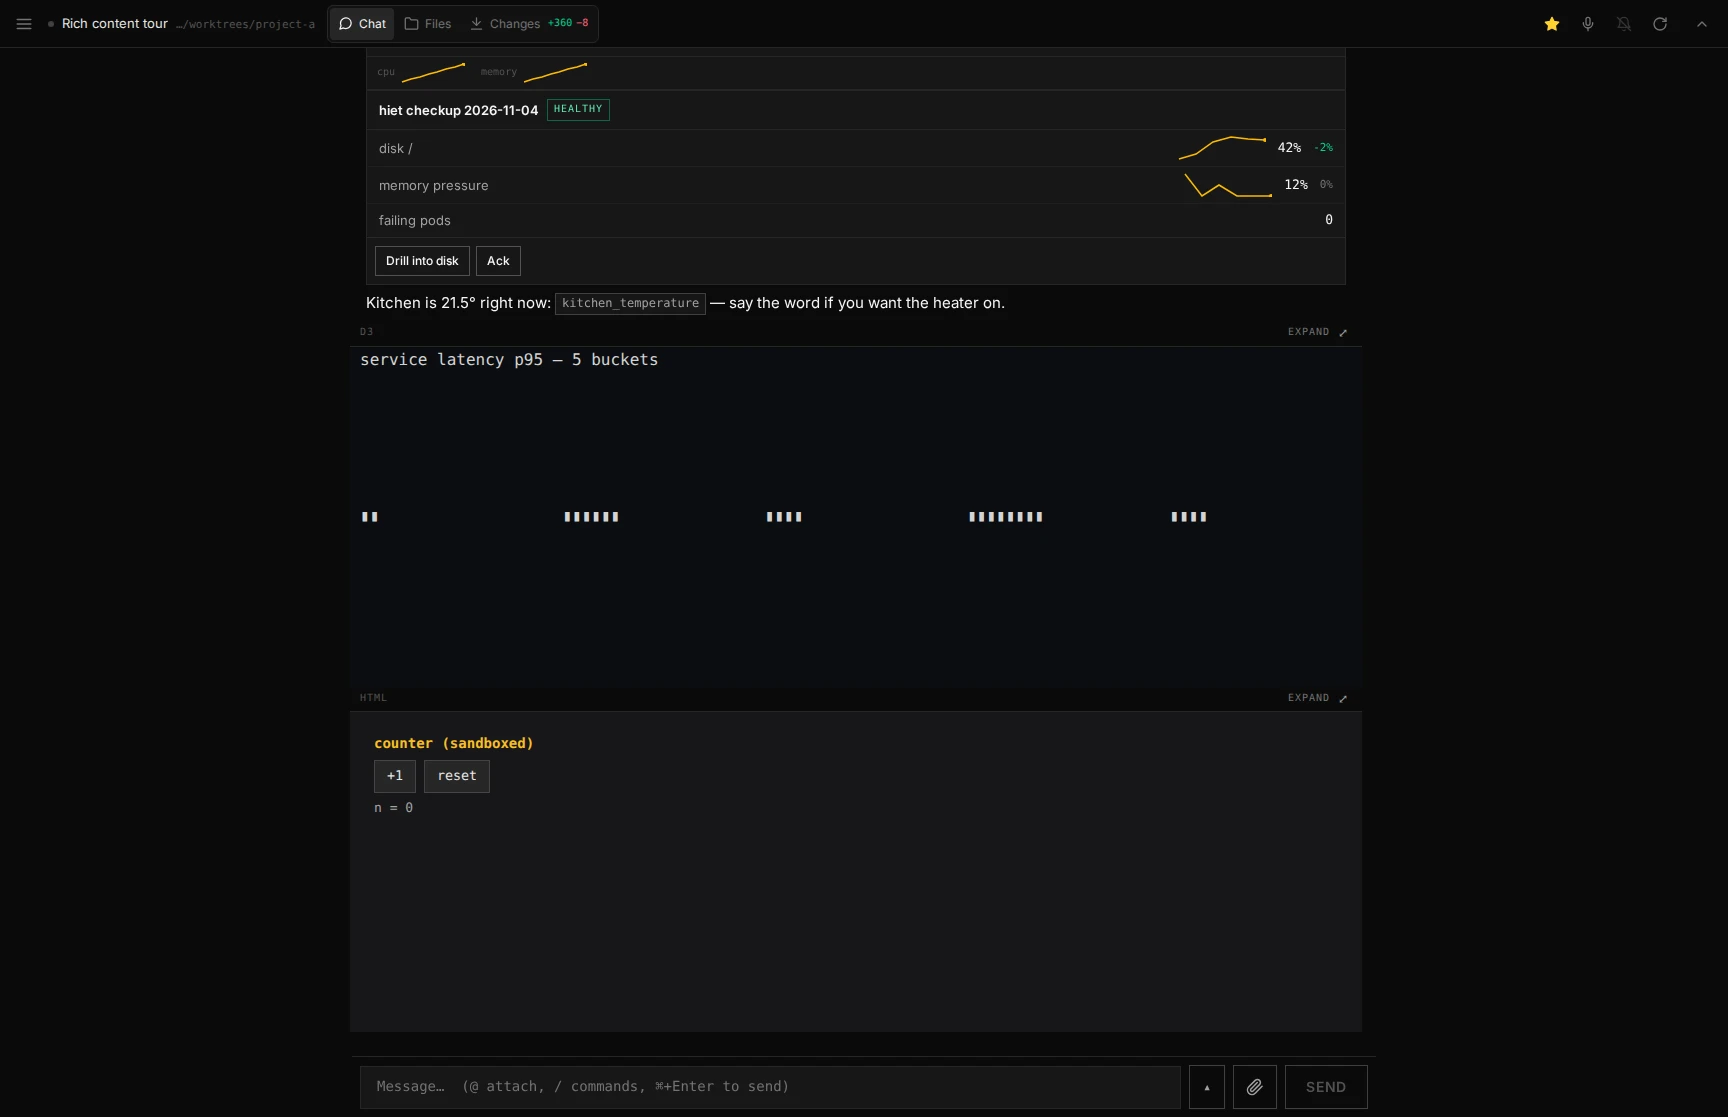 Rich content tour …/worktrees/project-a Chat Files Changes +360 −8
cpu memory
hiet checkup 2026-11-04 HEALTHY
disk / 42% -2%
memory pressure 12% 0%
failing pods 0
Drill into disk Ack
Kitchen is 21.5° right now: kitchen_temperature — say the word if you want the heater on.
D3 EXPAND
service latency p95 — 5 buckets
HTML EXPAND
counter (sandboxed)
+1 reset
n = 0
Message… (@ attach, / commands, ⌘+Enter to send) SEND